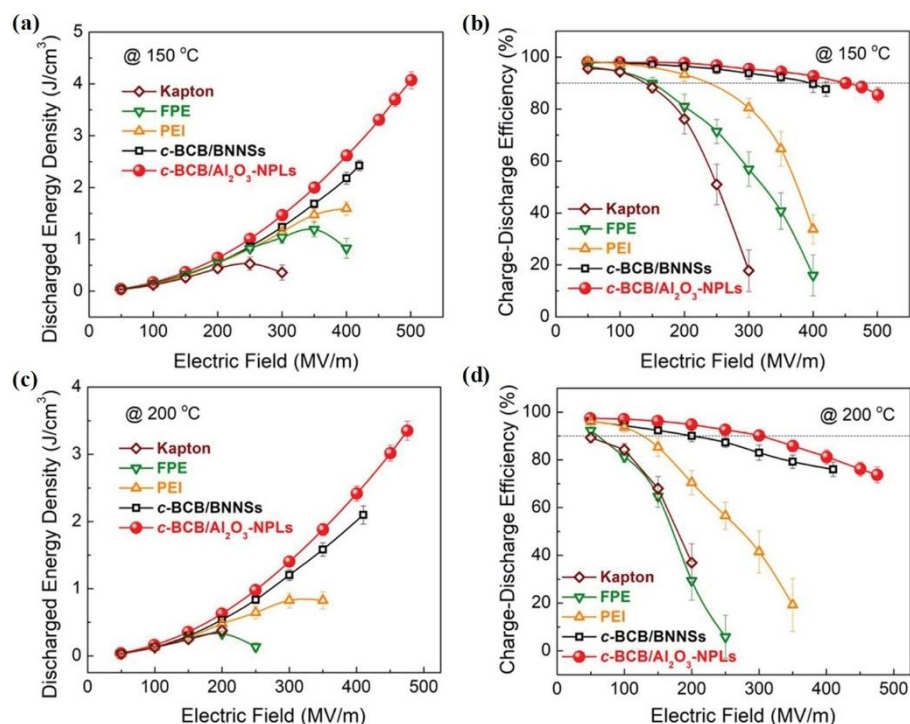 (a)
@ 150 °C
Discharged Energy Density (J/cm³)
5
4
3
2
1
0
Kapton
FPE
PEI
c-BCB/BNNSs
c-BCB/Al₂O₃-NPLs
0 100 200 300 400 500
Electric Field (MV/m)
(b)
@ 150 °C
Charge-Discharge Efficiency (%)
100
80
60
40
20
0
Kapton
FPE
PEI
c-BCB/BNNSs
c-BCB/Al₂O₃-NPLs
0 100 200 300 400 500
Electric Field (MV/m)
(c)
@ 200 °C
Discharged Energy Density (J/cm³)
4
3
2
1
0
Kapton
FPE
PEI
c-BCB/BNNSs
c-BCB/Al₂O₃-NPLs
0 100 200 300 400 500
Electric Field (MV/m)
(d)
@ 200 °C
Charge-Discharge Efficiency (%)
100
80
60
40
20
0
Kapton
FPE
PEI
c-BCB/BNNSs
c-BCB/Al₂O₃-NPLs
0 100 200 300 400 500
Electric Field (MV/m)